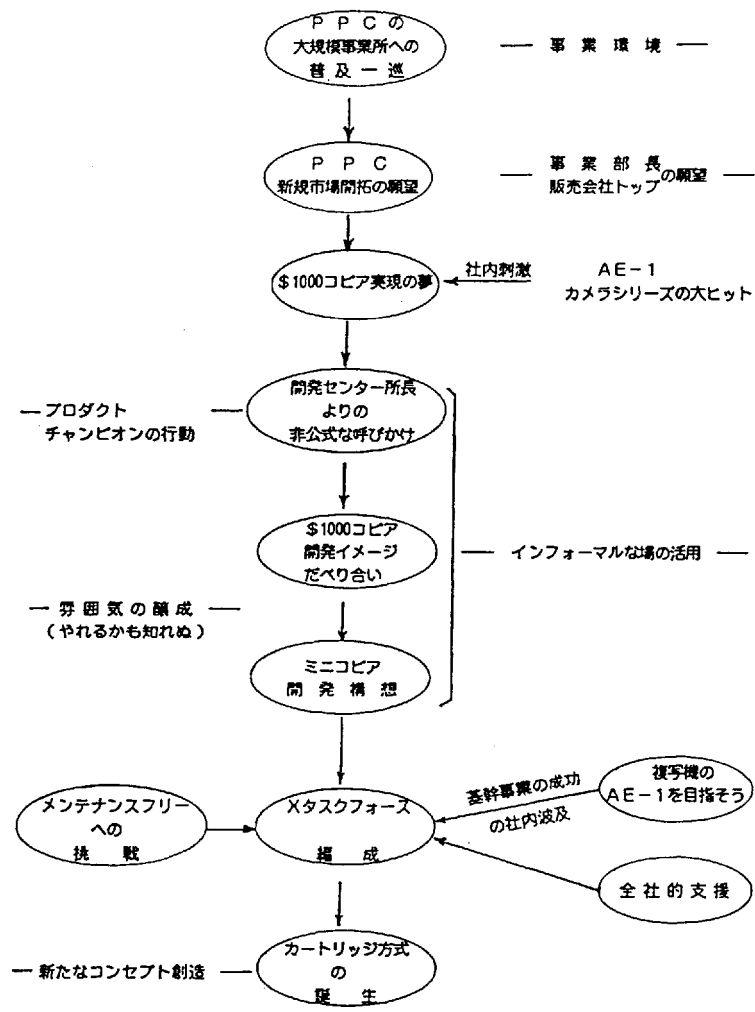 ＰＰＣの
大規模事業所への
普及一巡
― 事業環境 ―
ＰＰＣ
新規市場開拓の願望
― 事業部長
販売会社トップ
の願望 ―
＄1000コピア実現の夢
社内刺激
ＡＥ－１
カメラシリーズの大ヒット
開発センター所長
よりの
非公式な呼びかけ
― プロダクト ―
チャンピオンの行動
＄1000コピア
開発イメージ
だべり合い
― インフォーマルな場の活用 ―
― 雰囲気の醸成 ―
（やれるかも知れぬ）
ミニコピア
開発構想
メンテナンスフリー
への
挑戦
Ｘタスクフォース
編成
基幹事業の成功
の社内波及
複写機の
ＡＥ－１を目指そう
全社的支援
― 新たなコンセプト創造 ―
カートリッジ方式
の
誕生